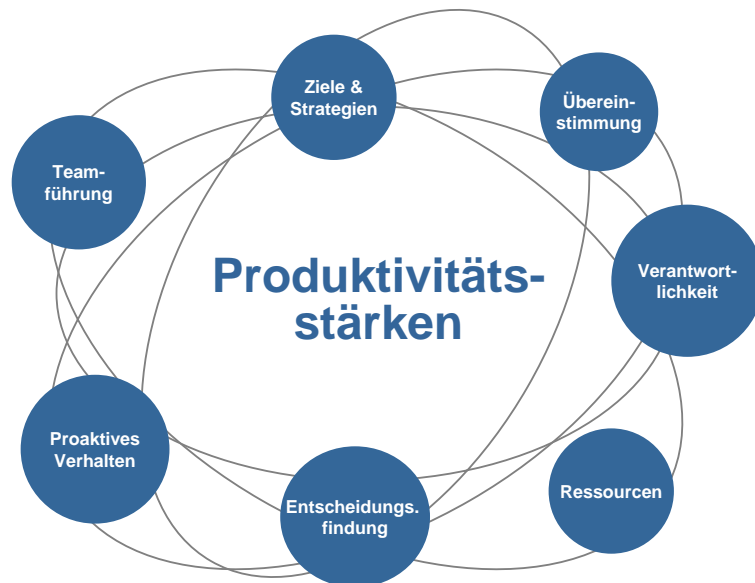 Ziele &
Strategien
Überein-
stimmung
Team-
führung
Produktivitäts-
stärken
Verantwort-
lichkeit
Proaktives
Verhalten
Entscheidungs.
findung
Ressourcen